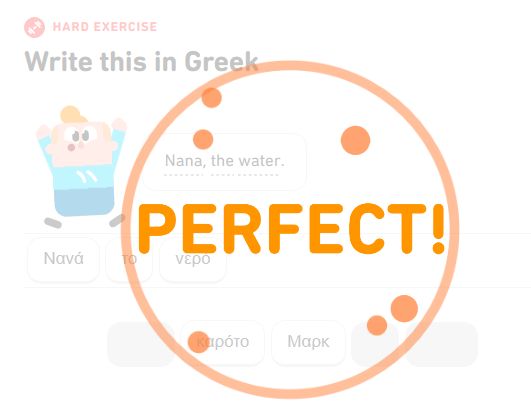 HARD EXERCISE
Write this in Greek
Nana, the water.
PERFECT!
Νανά το νερό
καρότο Μαρκ